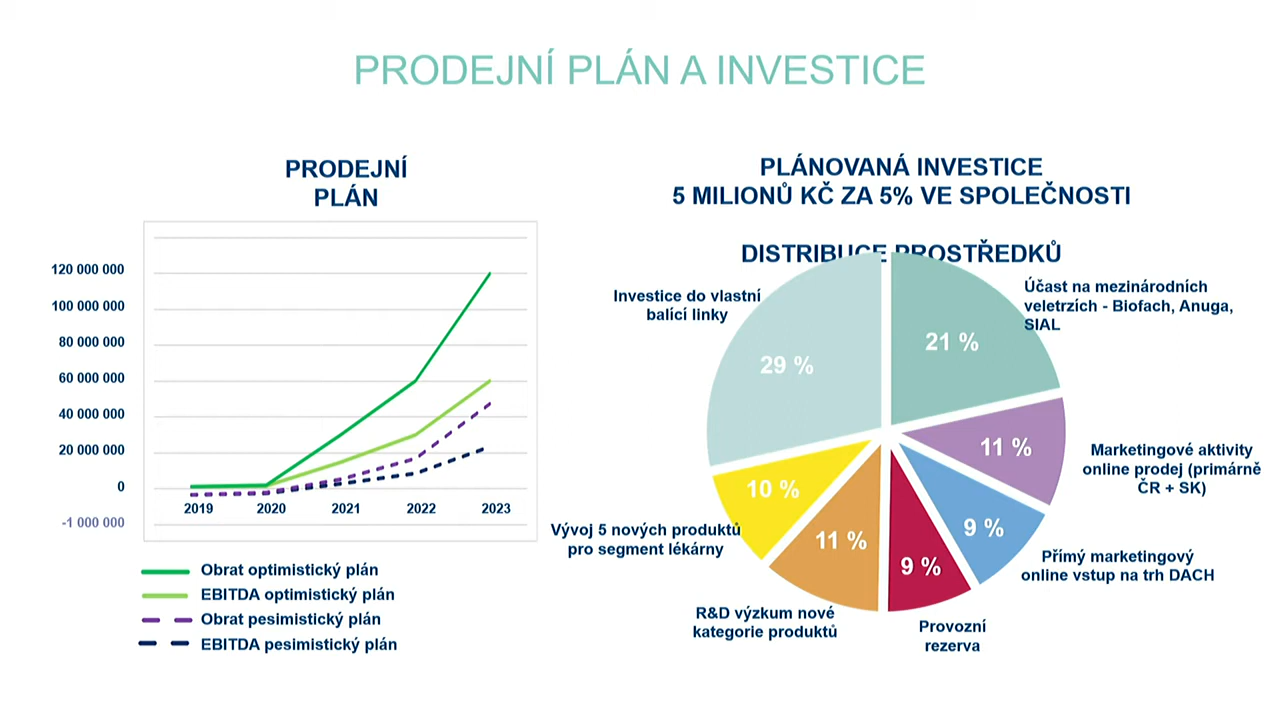 PRODEJNÍ PLÁN A INVESTICE
PRODEJNÍ
PLÁN
120 000 000
100 000 000
80 000 000
60 000 000
40 000 000
20 000 000
0
-1 000 000
2019
2020
2021
2022
2023
Obrat optimistický plán
EBITDA optimistický plán
Obrat pesimistický plán
EBITDA pesimistický plán
PLÁNOVANÁ INVESTICE
5 MILIONŮ KČ ZA 5% VE SPOLEČNOSTI
DISTRIBUCE PROSTŘEDKŮ
Investice do vlastní
balící linky
29 %
Účast na mezinárodních
veletrzích - Biofach, Anuga,
SIAL
21 %
11 %
Marketingové aktivity
online prodej (primárně
ČR + SK)
9 %
Přímý marketingový
online vstup na trh DACH
9 %
Provozní
rezerva
11 %
R&D výzkum nové
kategorie produktů
10 %
Vývoj 5 nových produktů
pro segment lékárny